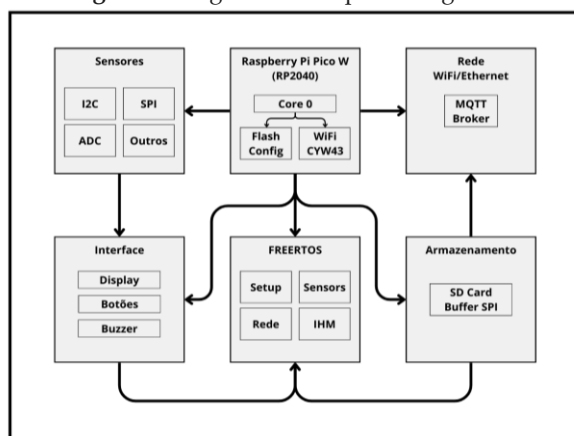 Sensores
I2C
SPI
ADC
Outros
Raspberry Pi Pico W
(RP2040)
Core 0
Flash
Config
WiFi
CYW43
Rede
WiFi/Ethernet
MQTT
Broker
Interface
Display
Botões
Buzzer
FREERTOS
Setup
Sensors
Rede
IHM
Armazenamento
SD Card
Buffer SPI